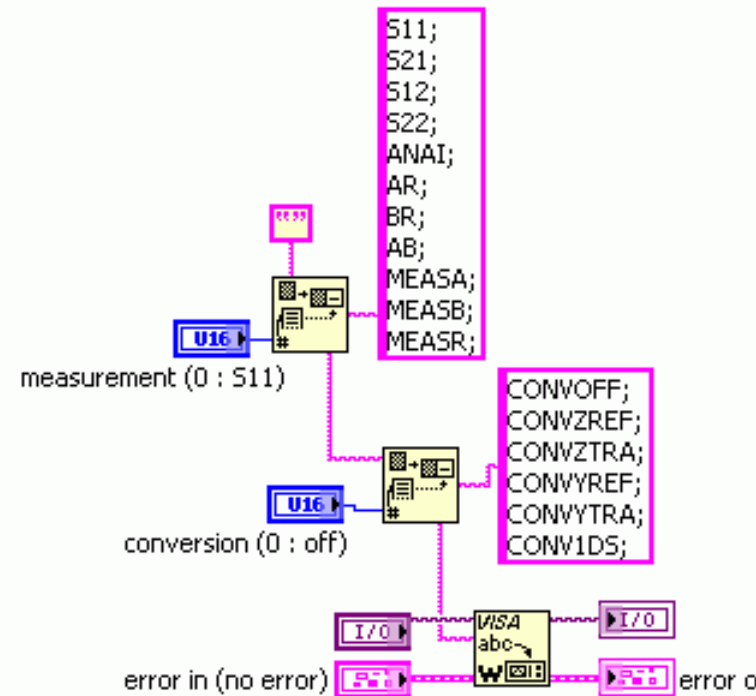 S11;
S21;
S12;
S22;
ANAI;
AR;
BR;
AB;
MEASA;
MEASB;
MEASR;
#
U16
measurement (0 : S11)
CONVOFF;
CONVZREF;
CONVZTRA;
CONVYREF;
CONVYTRA;
CONV1DS;
#
U16
conversion (0 : off)
I/O
VISA
abc
W
I/O
error in (no error)
error o